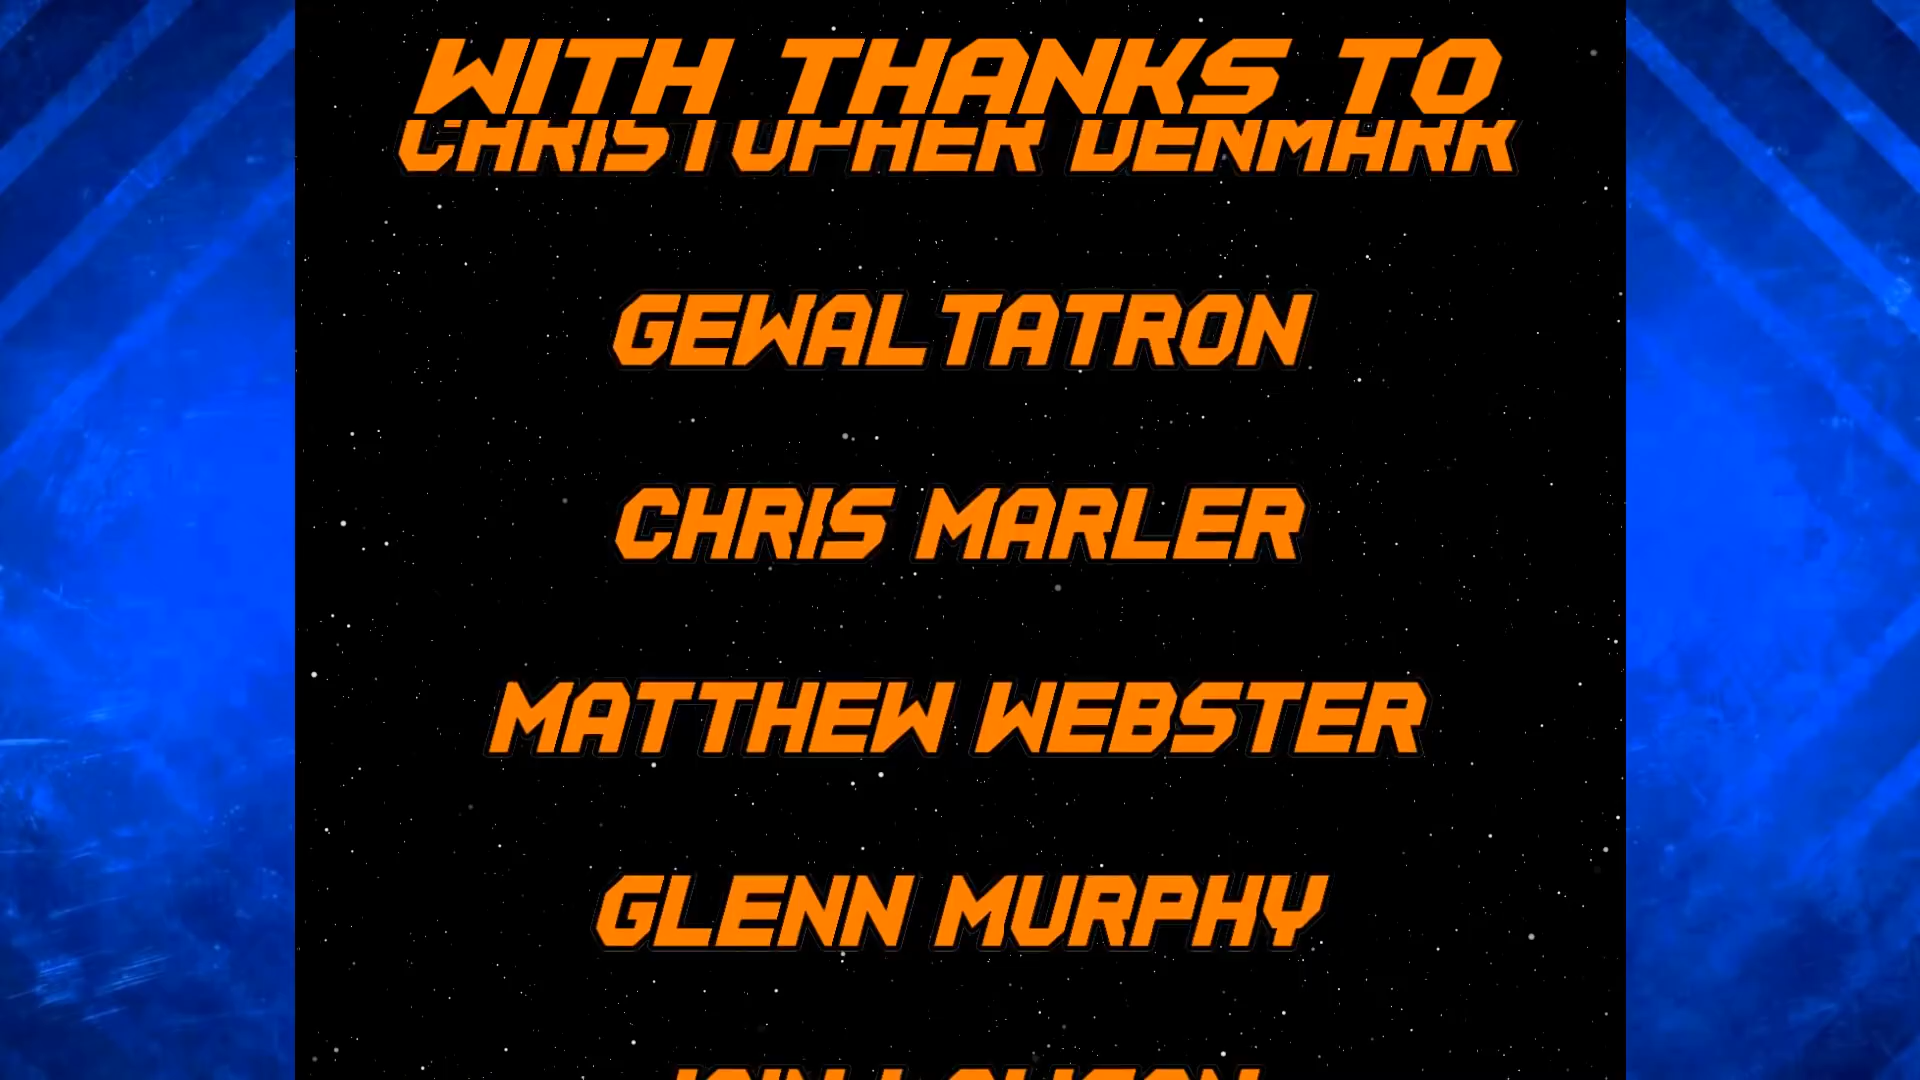 WITH THANKS TO
CHRISTOPHER DENMARK
GEWALTATRON
CHRIS MARLER
MATTHEW WEBSTER
GLENN MURPHY